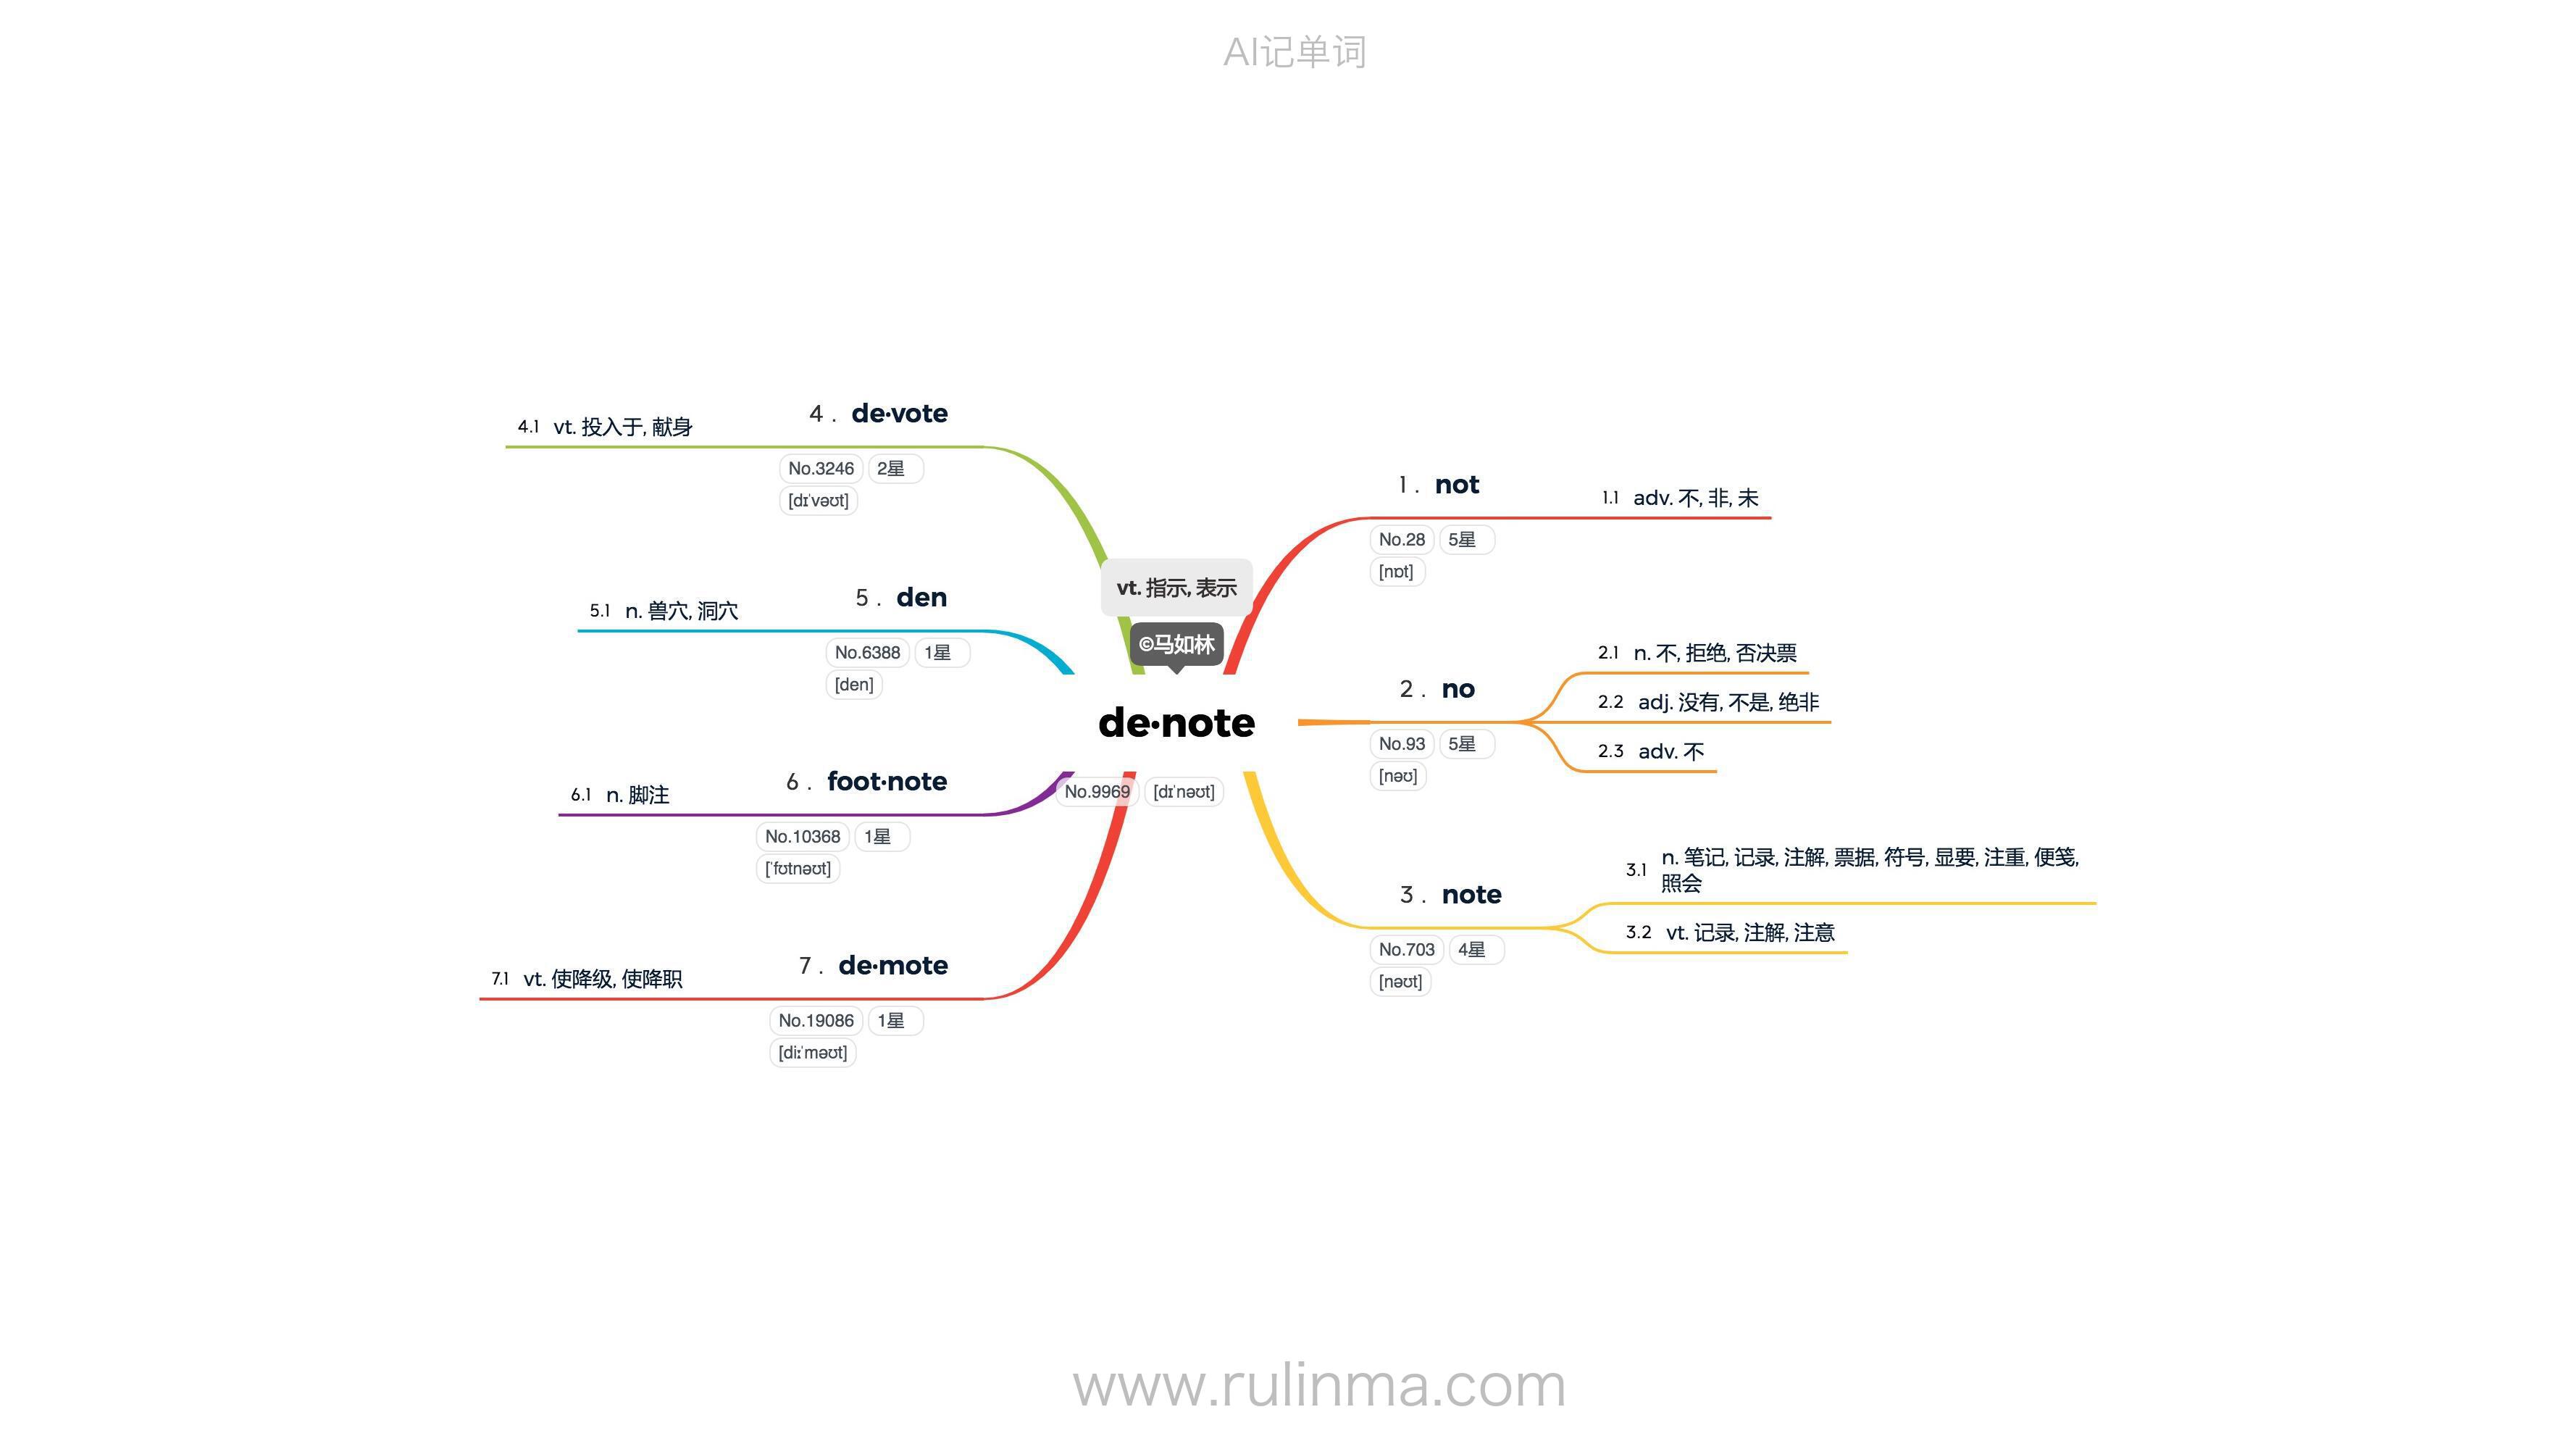 AI记单词
vt. 指示, 表示
©马如林
de·note
No.9969 [dɪˈnəʊt]
1 . not
No.28 5星
[nɒt]
1.1 adv. 不, 非, 未
2 . no
No.93 5星
[nəʊ]
2.1 n. 不, 拒绝, 否决票
2.2 adj. 没有, 不是, 绝非
2.3 adv. 不
3 . note
No.703 4星
[nəʊt]
3.1 n. 笔记, 记录, 注解, 票据, 符号, 显要, 注重, 便笺,
照会
3.2 vt. 记录, 注解, 注意
4 . de·vote
No.3246 2星
[dɪˈvəʊt]
4.1 vt. 投入于, 献身
5 . den
No.6388 1星
[den]
5.1 n. 兽穴, 洞穴
6 . foot·note
No.10368 1星
[ˈfʊtnəʊt]
6.1 n. 脚注
7 . de·mote
No.19086 1星
[diːˈməʊt]
7.1 vt. 使降级, 使降职
www.rulinma.com